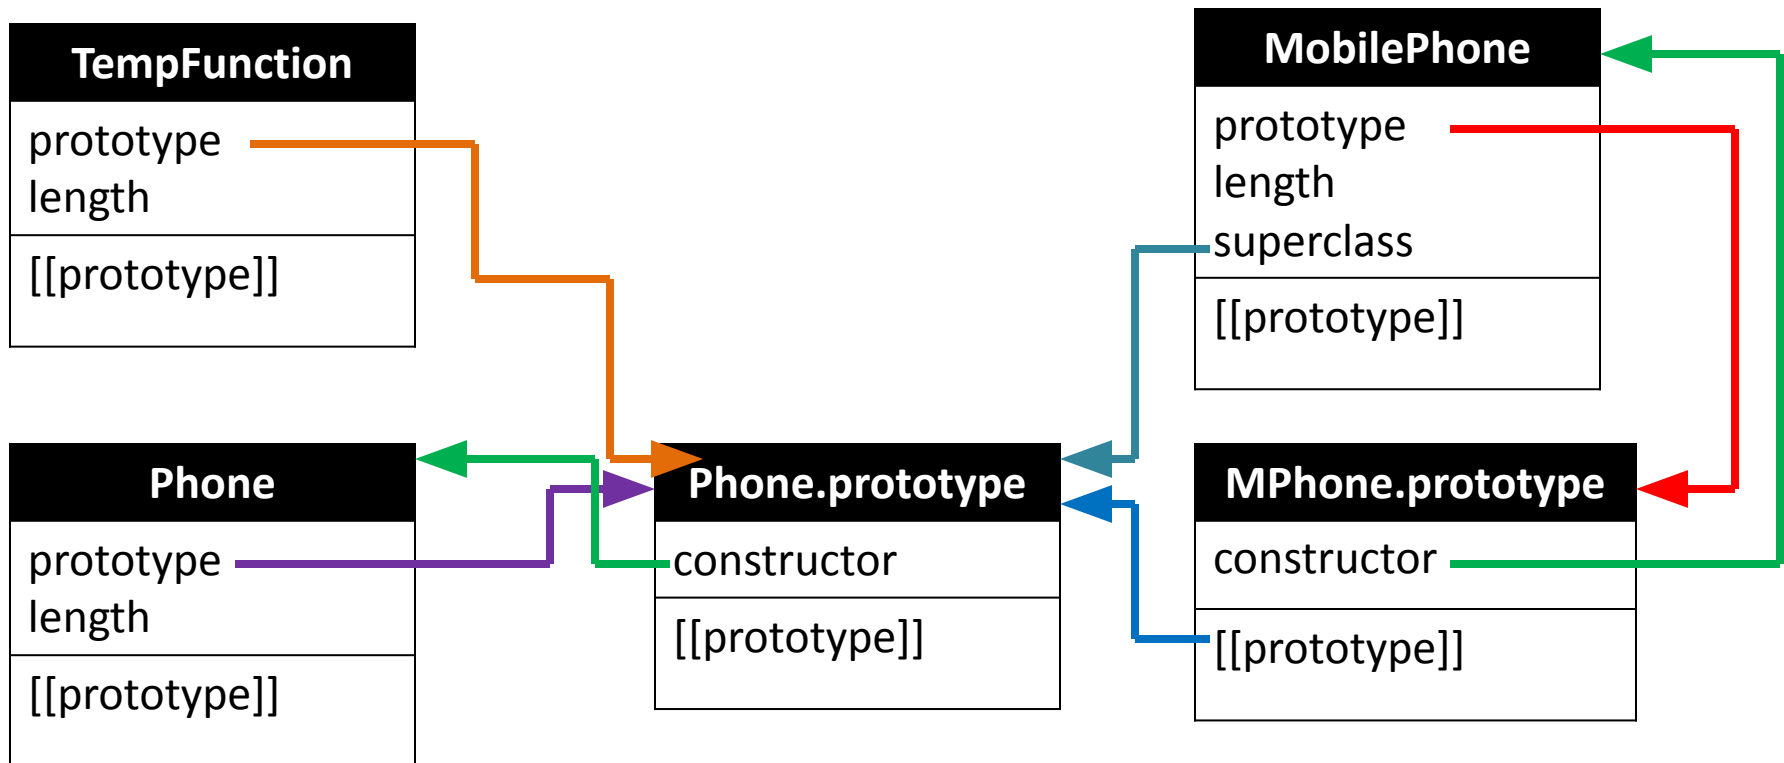 TempFunction
prototype
length
[[prototype]]
MobilePhone
prototype
length
superclass
[[prototype]]
Phone
prototype
length
[[prototype]]
Phone.prototype
constructor
[[prototype]]
MPhone.prototype
constructor
[[prototype]]